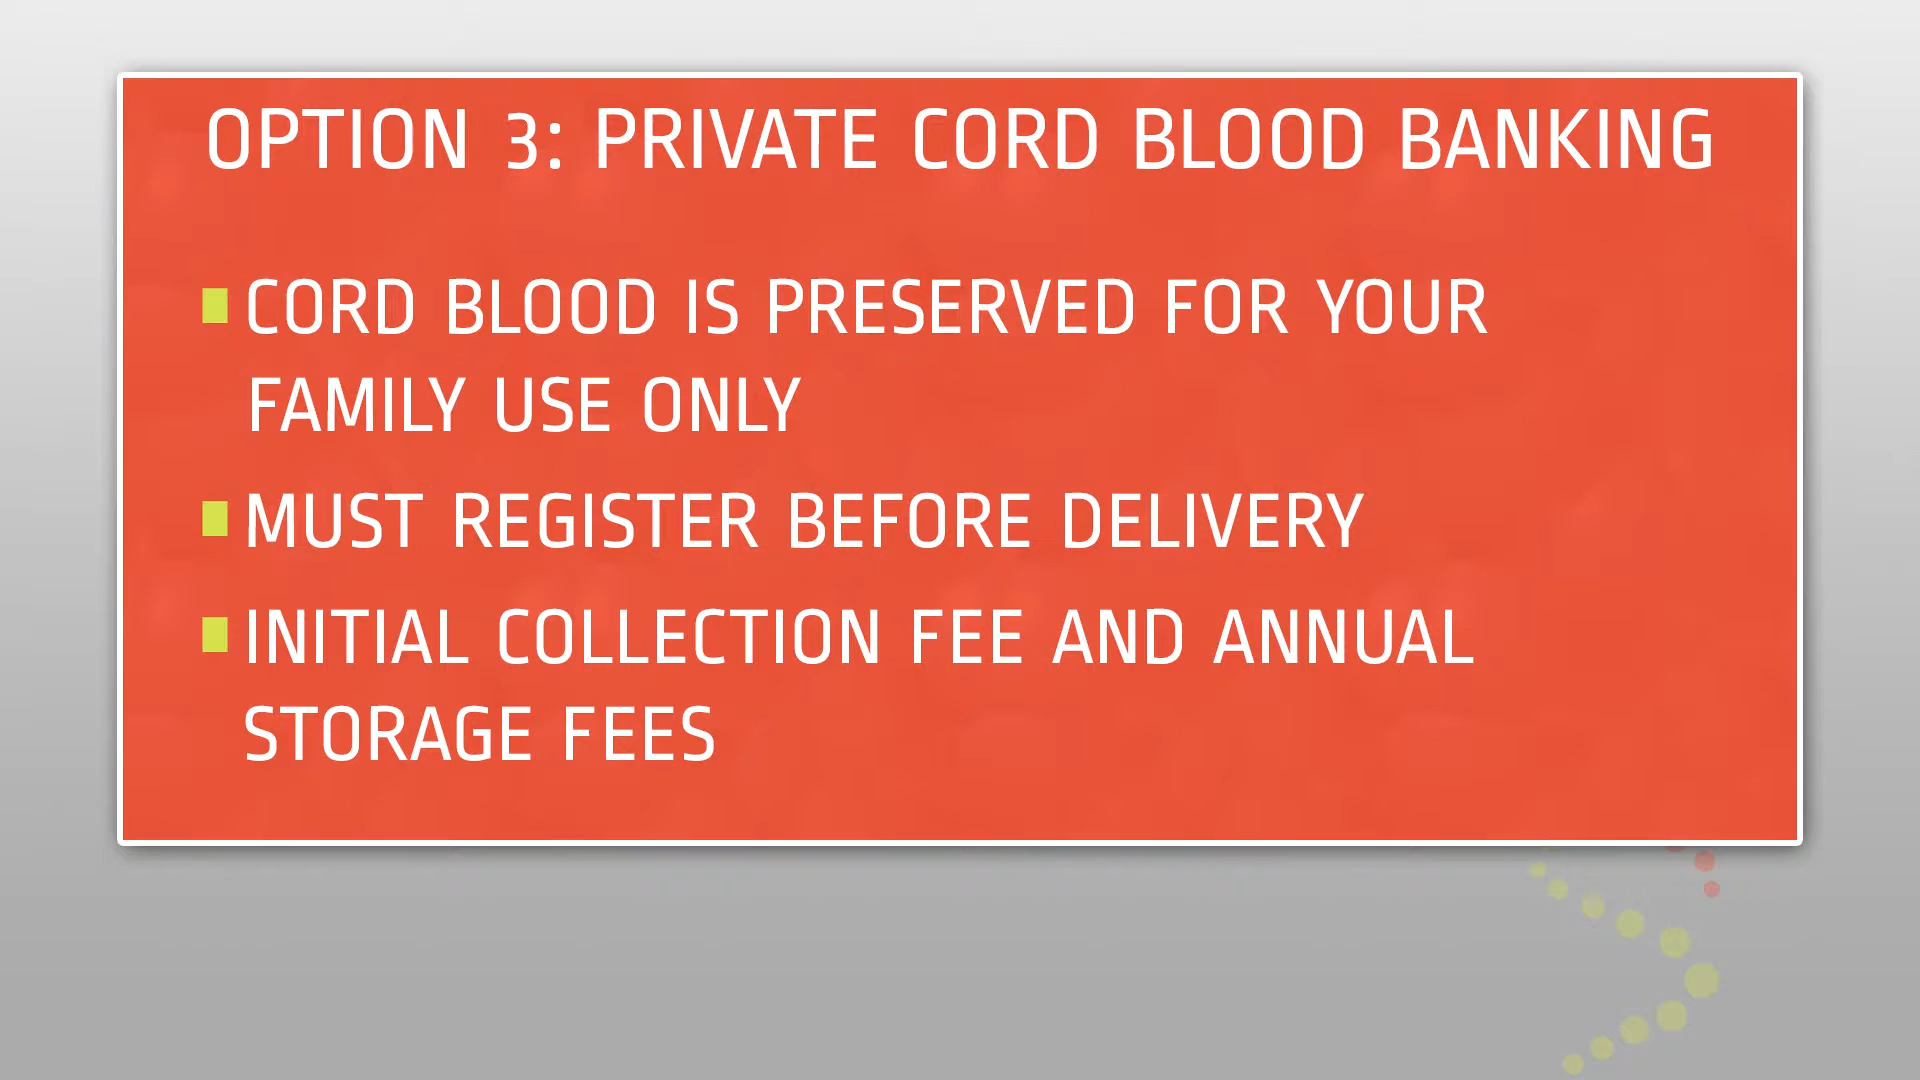 OPTION 3: PRIVATE CORD BLOOD BANKING
CORD BLOOD IS PRESERVED FOR YOUR
FAMILY USE ONLY
MUST REGISTER BEFORE DELIVERY
INITIAL COLLECTION FEE AND ANNUAL
STORAGE FEES